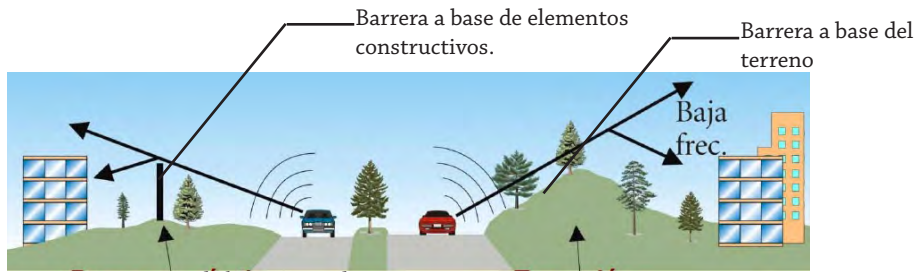 Barrera a base de elementos
constructivos.
Barrera a base del
terreno
Baja
frec.